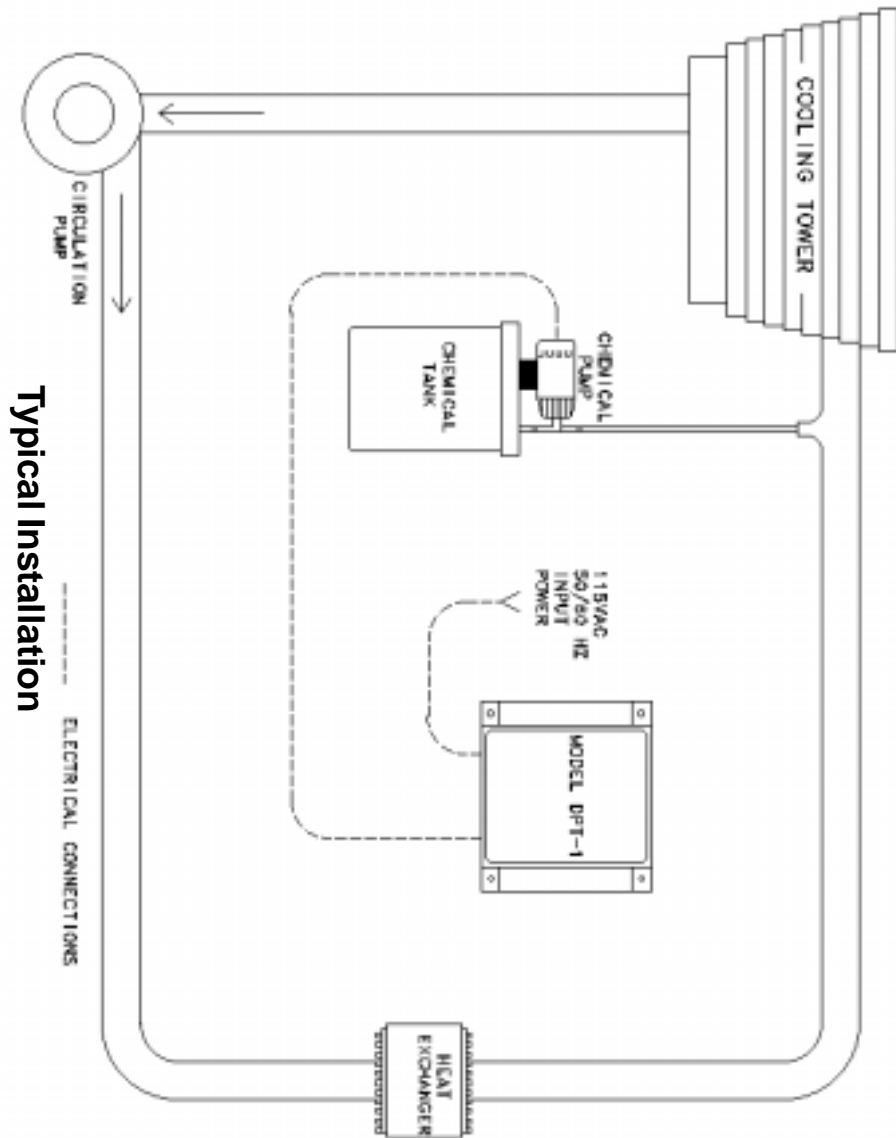 COOLING TOWER
CHEMICAL
PUMP
CHEMICAL
TANK
CIRCULATION
PUMP
115VAC
50/60 HZ
INPUT
POWER
MODEL DPT-1
HEAT
EXCHANGER
ELECTRICAL CONNECTIONS
Typical Installation